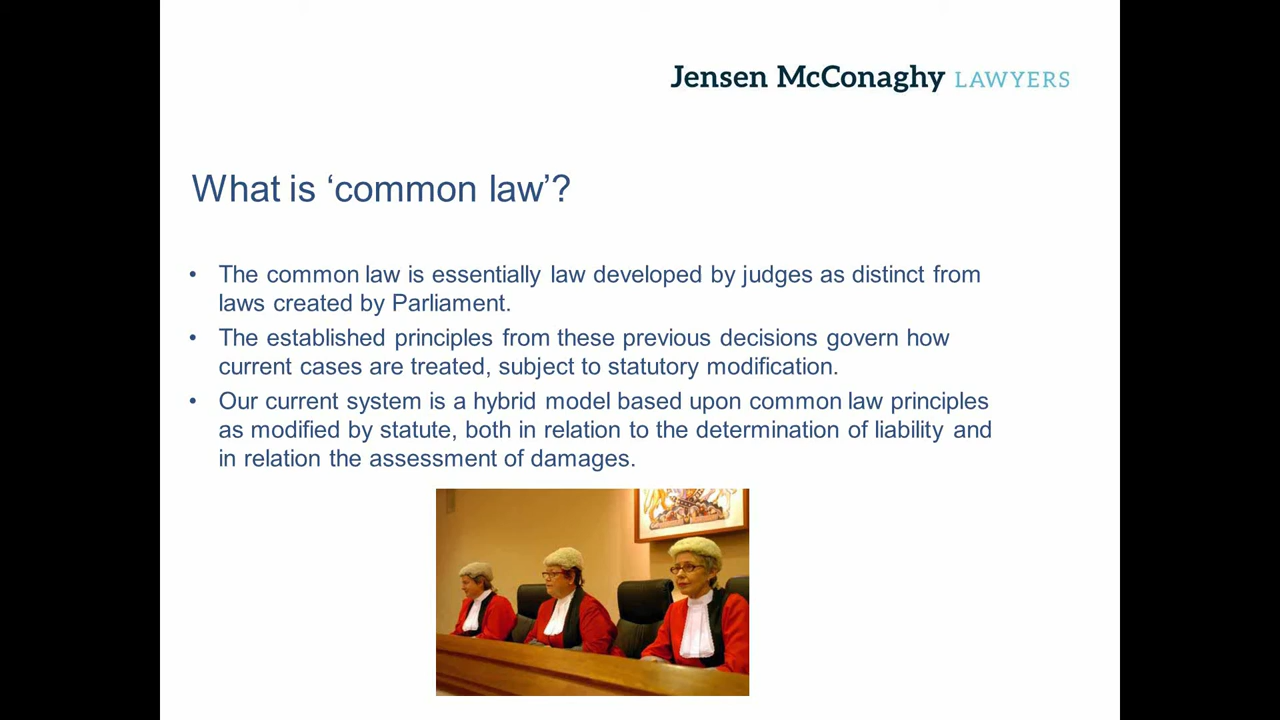 Jensen McConaghy LAWYERS
What is ‘common law’?
• The common law is essentially law developed by judges as distinct from
laws created by Parliament.
• The established principles from these previous decisions govern how
current cases are treated, subject to statutory modification.
• Our current system is a hybrid model based upon common law principles
as modified by statute, both in relation to the determination of liability and
in relation the assessment of damages.